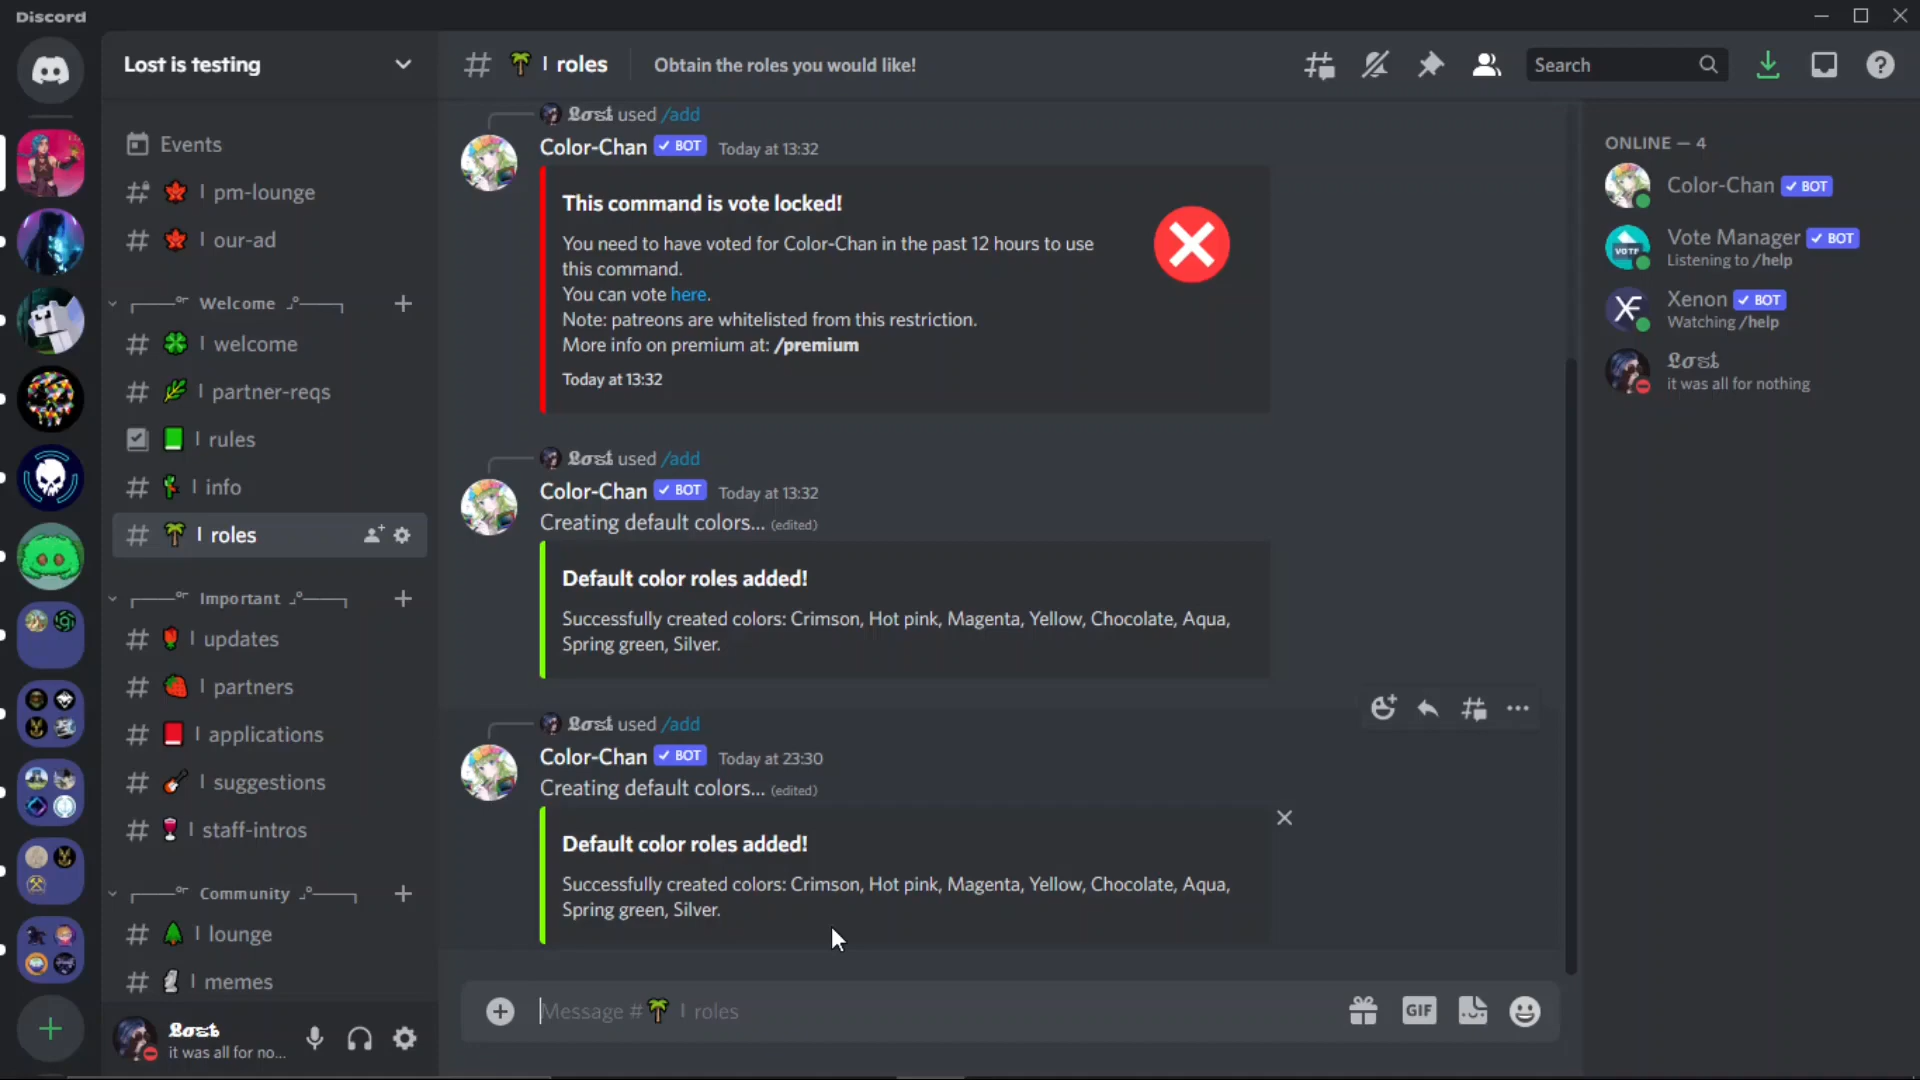 Discord
Lost is testing
Events
pm-lounge
our-ad
Welcome
welcome
partner-reqs
rules
info
roles
Important
updates
partners
applications
suggestions
staff-intros
Community
lounge
memes
𝕷𝖔𝖘𝖙
it was all for no...
roles
Obtain the roles you would like!
Search
𝕷𝖔𝖘𝖙 used /add
Color-Chan BOT Today at 13:32
This command is vote locked!
You need to have voted for Color-Chan in the past 12 hours to use
this command.
You can vote here.
Note: patreons are whitelisted from this restriction.
More info on premium at: /premium
Today at 13:32
𝕷𝖔𝖘𝖙 used /add
Color-Chan BOT Today at 13:32
Creating default colors... (edited)
Default color roles added!
Successfully created colors: Crimson, Hot pink, Magenta, Yellow, Chocolate, Aqua,
Spring green, Silver.
𝕷𝖔𝖘𝖙 used /add
Color-Chan BOT Today at 23:30
Creating default colors... (edited)
Default color roles added!
Successfully created colors: Crimson, Hot pink, Magenta, Yellow, Chocolate, Aqua,
Spring green, Silver.
Message #🌴 | roles
GIF
ONLINE — 4
Color-Chan BOT
VOTE
Vote Manager BOT
Listening to /help
Xenon BOT
Watching /help
𝕷𝖔𝖘𝖙
it was all for nothing